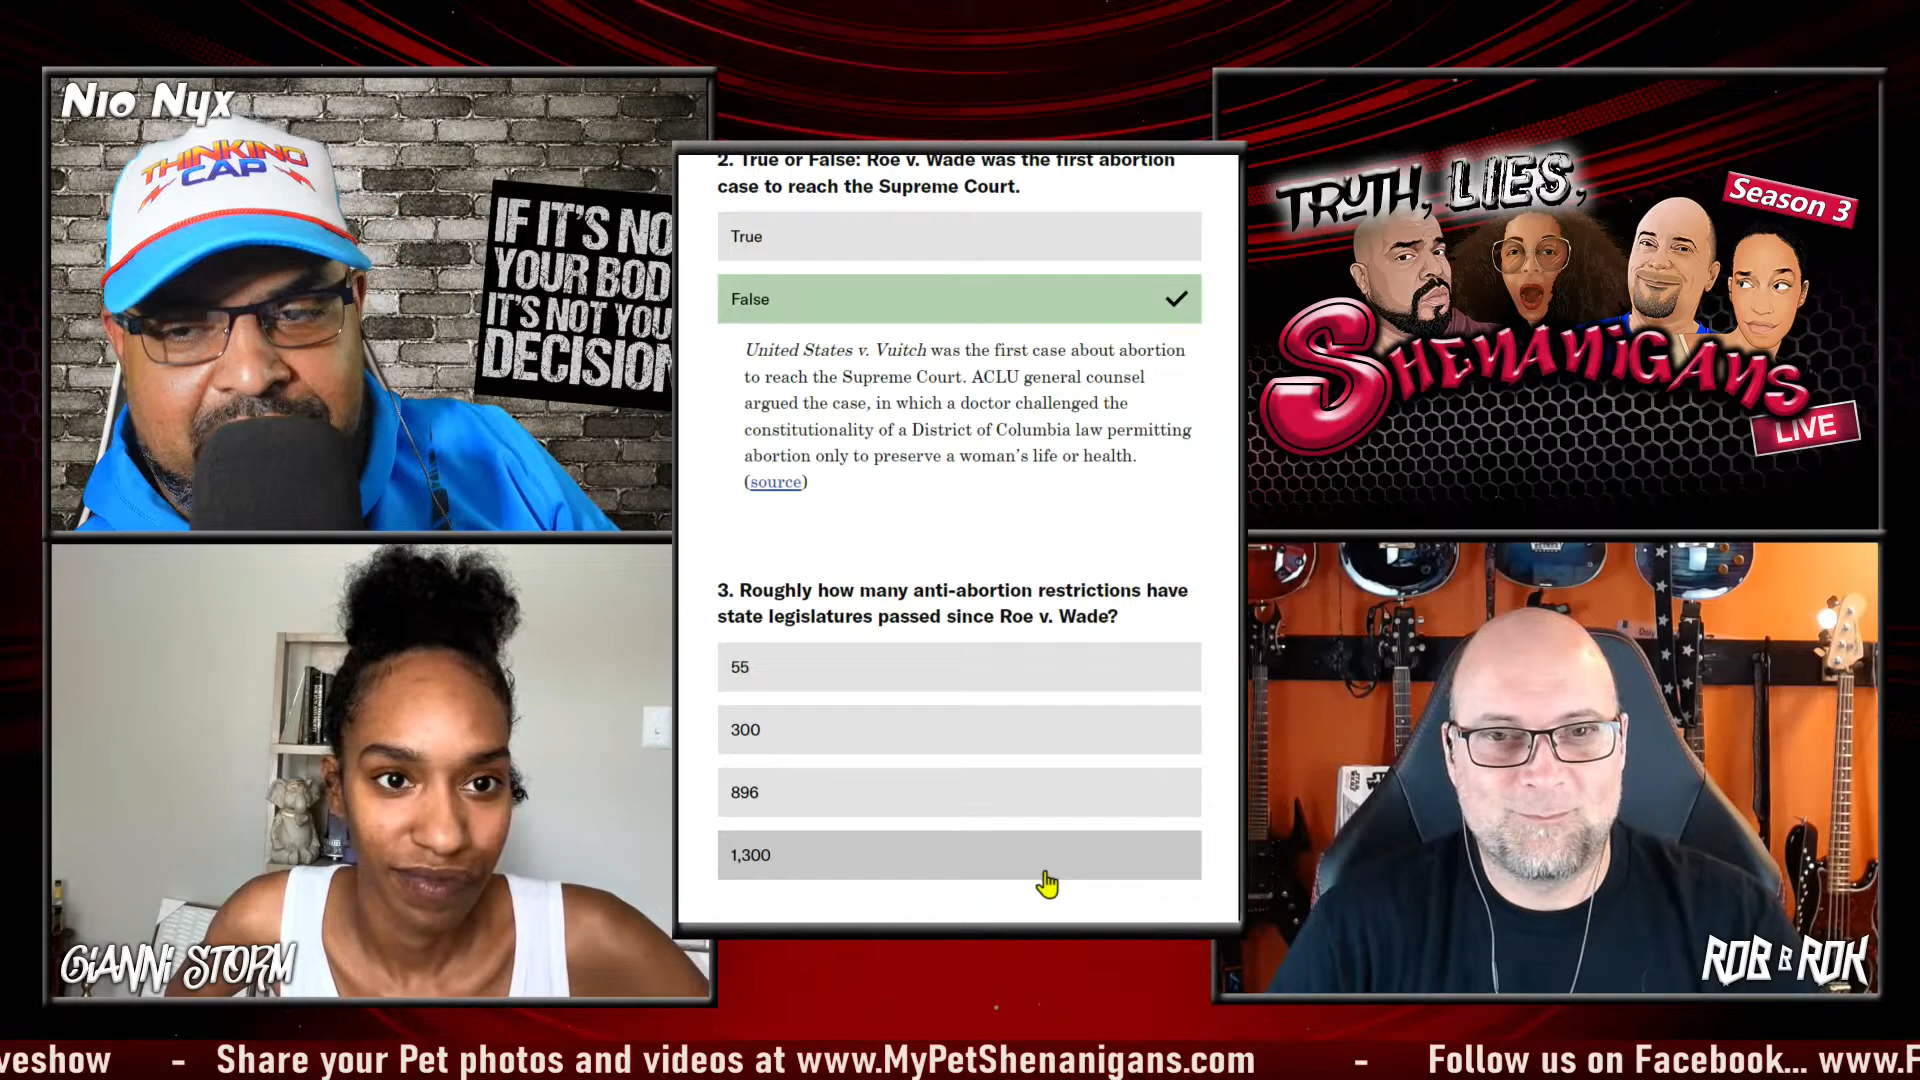 Nio Nyx
THINKING
CAP
IF IT'S NO
YOUR BOD
IT'S NOT YOU
DECISION
2. True or False: Roe v. Wade was the first abortion
case to reach the Supreme Court.
True
False
United States v. Vuitch was the first case about abortion
to reach the Supreme Court. ACLU general counsel
argued the case, in which a doctor challenged the
constitutionality of a District of Columbia law permitting
abortion only to preserve a woman's life or health.
(source)
3. Roughly how many anti-abortion restrictions have
state legislatures passed since Roe v. Wade?
55
300
896
1,300
TRUTH, LIES,
Season 3
SHENANIGANS
LIVE
GIANNI STORM
ROB B ROK
veshow - Share your Pet photos and videos at www.MyPetShenanigans.com - Follow us on Facebook... www.F